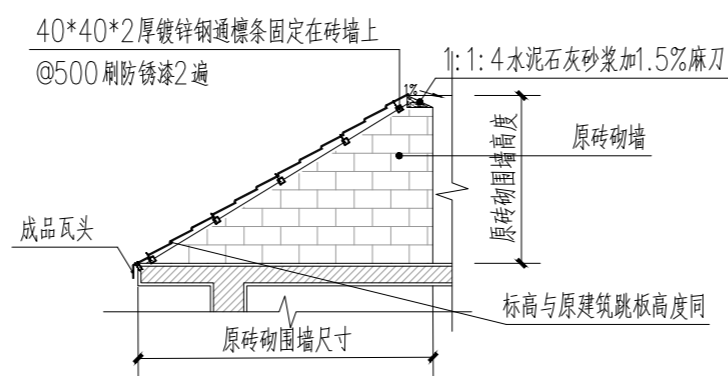 40*40*2厚镀锌钢通檩条固定在砖墙上
@500刷防锈漆2遍
1:1:4水泥石灰砂浆加1.5%麻刀
1%
原砖砌墙
原砖砌围墙高度
成品瓦头
标高与原建筑跳板高度同
原砖砌围墙尺寸